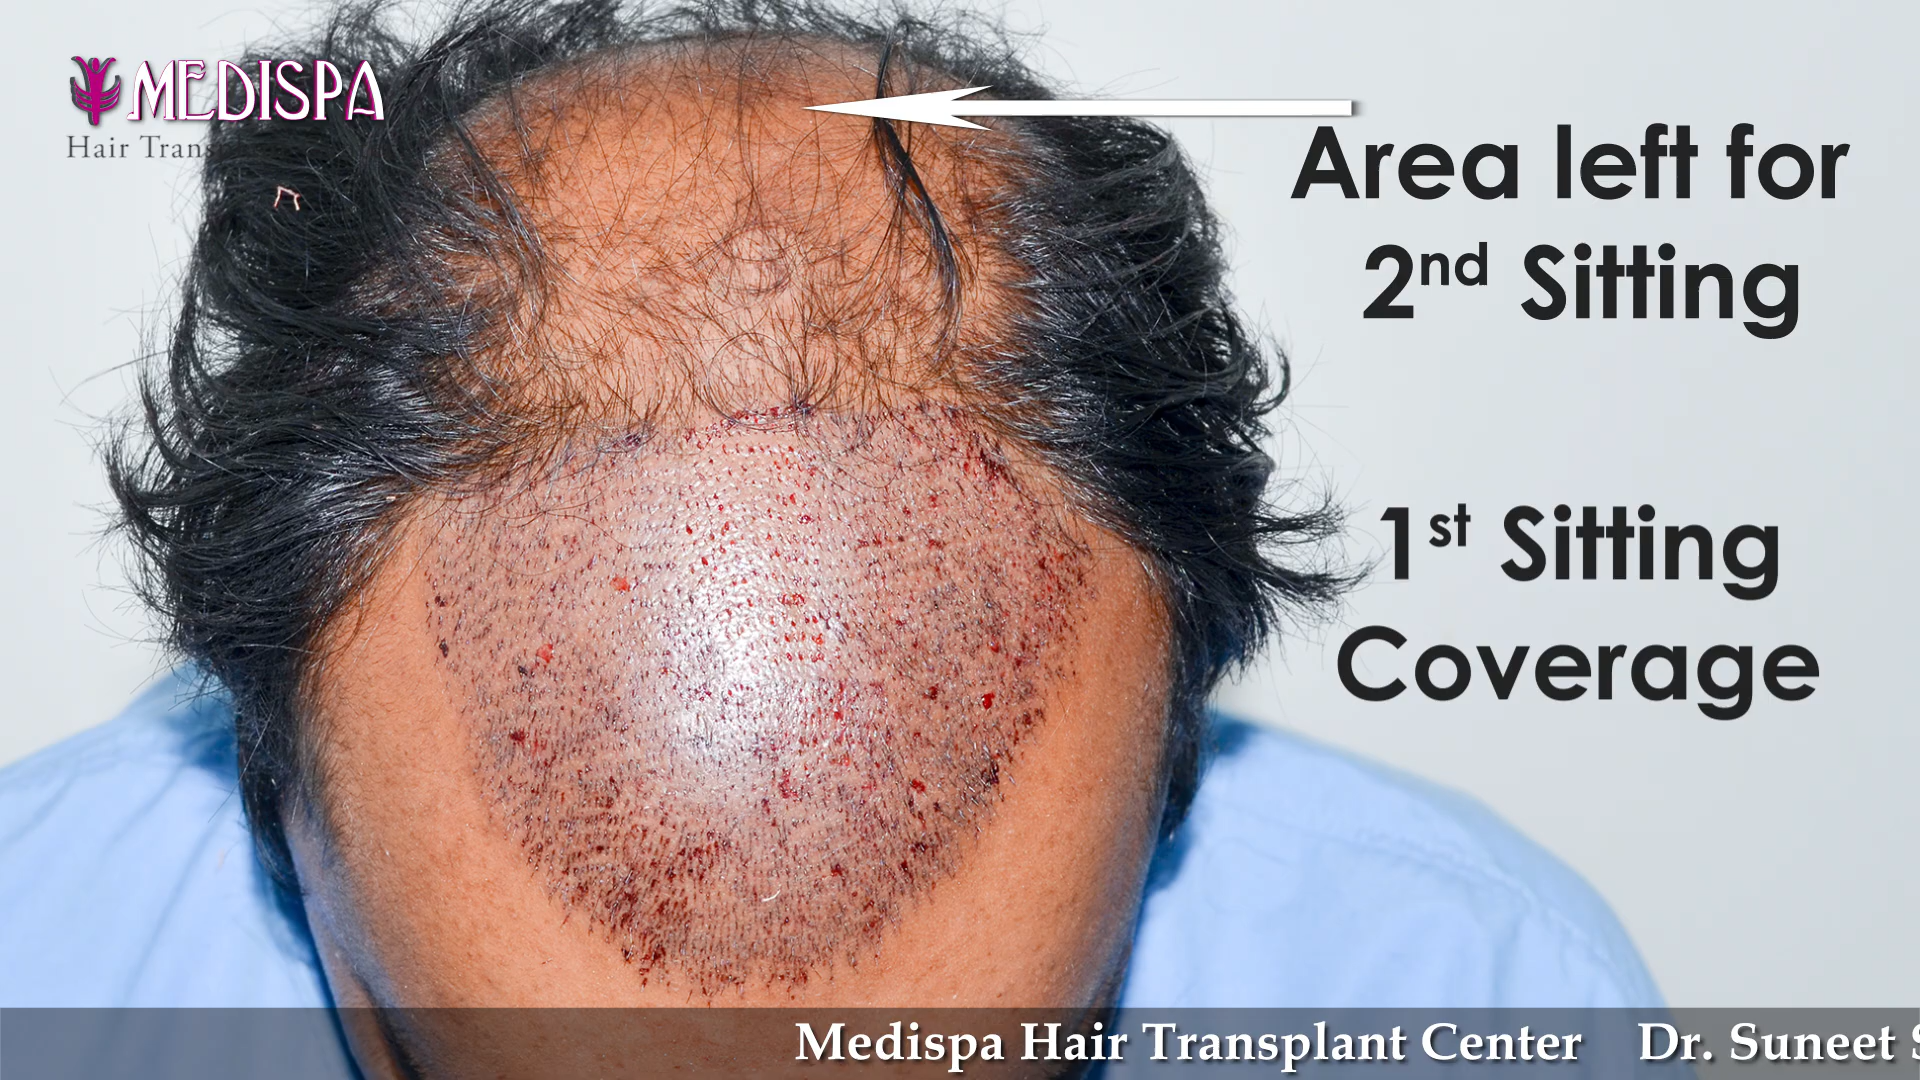 MEDISPA
Hair Trans
Area left for
2nd Sitting
1st Sitting
Coverage
Medispa Hair Transplant Center Dr. Suneet S